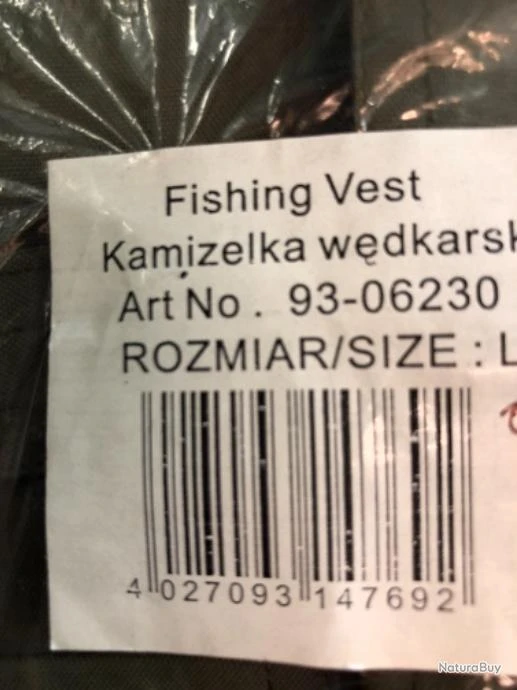 Fishing Vest
Kamizelka wędkarsk
Art No . 93-06230
ROZMIAR/SIZE : L
4 027093 147692
NaturaBuy